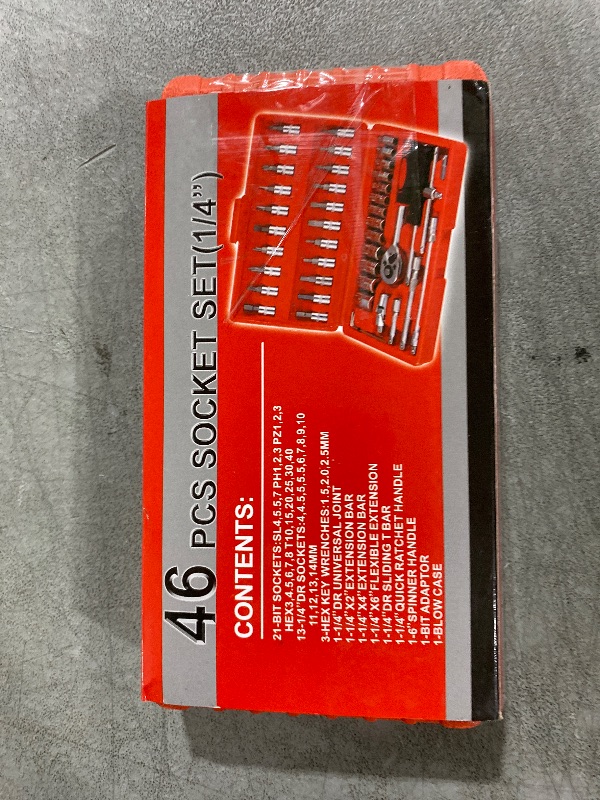 46 PCS SOCKET SET(1/4")
CONTENTS:
21-BIT SOCKETS:SL4,5.5,7 PH1,2,3 PZ1,2,3
HEX3,4,5,6,7,8 T10,15,20,25,30,40
13-1/4"DR SOCKETS:4,4.5,5,5.5,6,7,8,9,10
11,12,13,14MM
3-HEX KEY WRENCHES:1.5,2.0,2.5MM
1-1/4"DR UNIVERSAL JOINT
1-1/4"X2"EXTENSION BAR
1-1/4"X4"EXTENSION BAR
1-1/4"X6"FLEXIBLE EXTENSION
1-1/4"DR SLIDING T BAR
1-1/4"QUICK RATCHET HANDLE
1-6"SPINNER HANDLE
1-BIT ADAPTOR
1-BLOW CASE